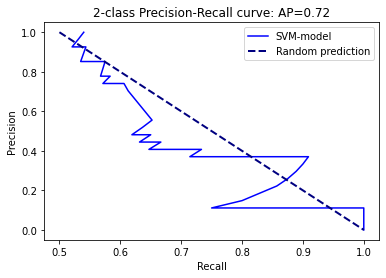 2-class Precision-Recall curve: AP=0.72
SVM-model
Random prediction
Precision
1.0
0.8
0.6
0.4
0.2
0.0
0.5 0.6 0.7 0.8 0.9 1.0
Recall